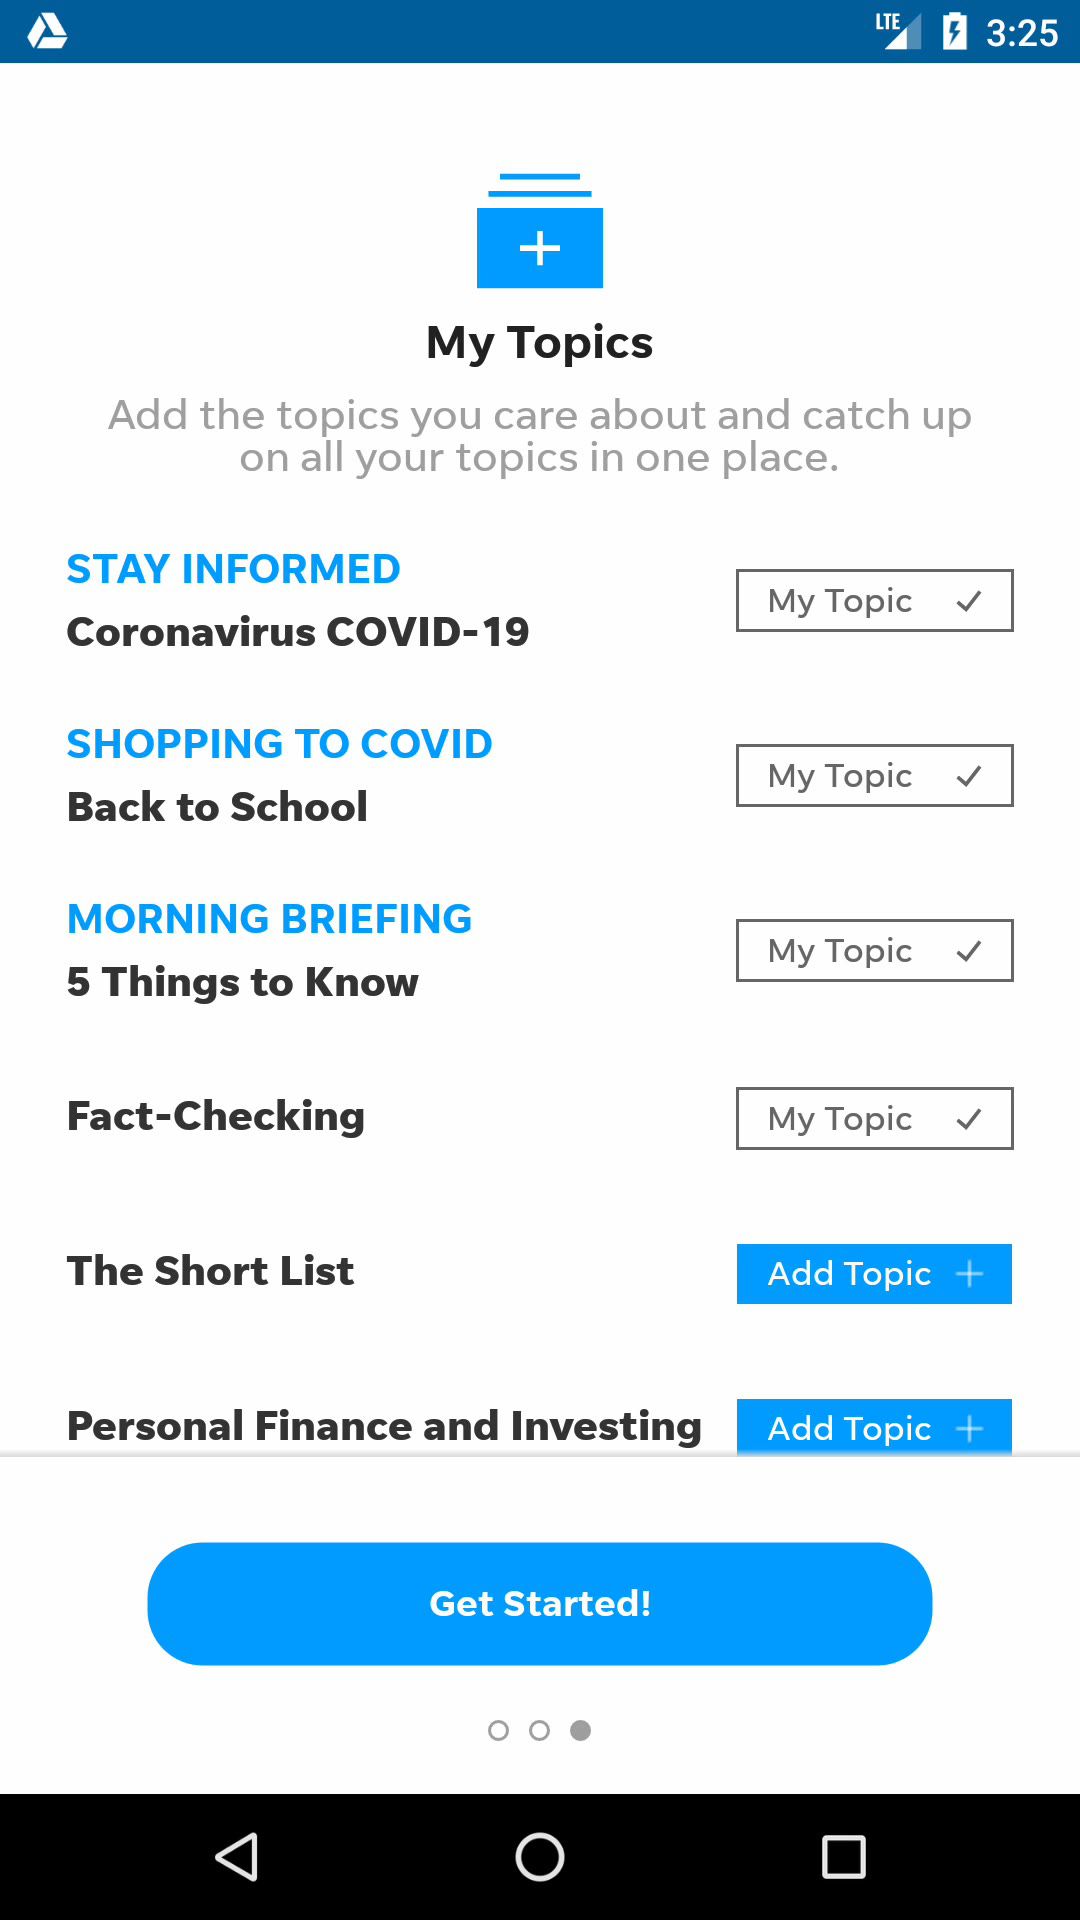 LTE 3:25
My Topics
Add the topics you care about and catch up
on all your topics in one place.
STAY INFORMED
Coronavirus COVID-19
My Topic
SHOPPING TO COVID
Back to School
My Topic
MORNING BRIEFING
5 Things to Know
My Topic
Fact-Checking
My Topic
The Short List
Add Topic
Personal Finance and Investing
Add Topic
Get Started!